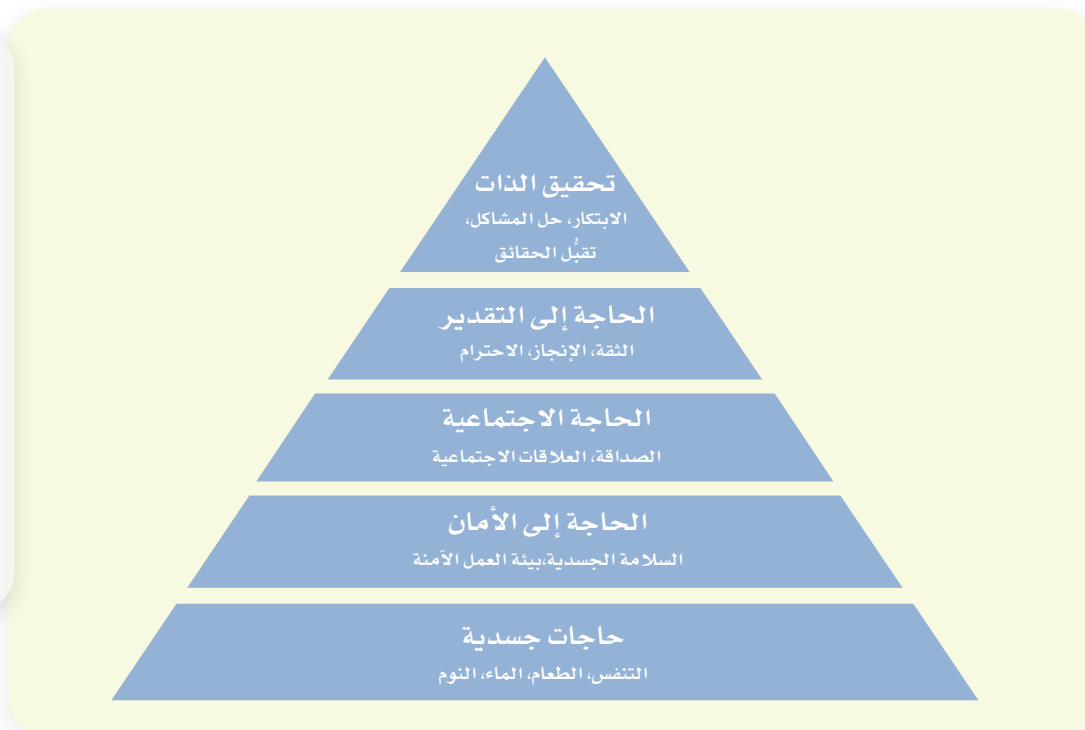 تحقيق الذات
الابتكار، حل المشاكل،
تقبُّل الحقائق
الحاجة إلى التقدير
الثقة، الإنجاز، الاحترام
الحاجة الاجتماعية
الصداقة، العلاقات الاجتماعية
الحاجة إلى الأمان
السلامة الجسدية،بيئة العمل الآمنة
حاجات جسدية
التنفس، الطعام، الماء، النوم